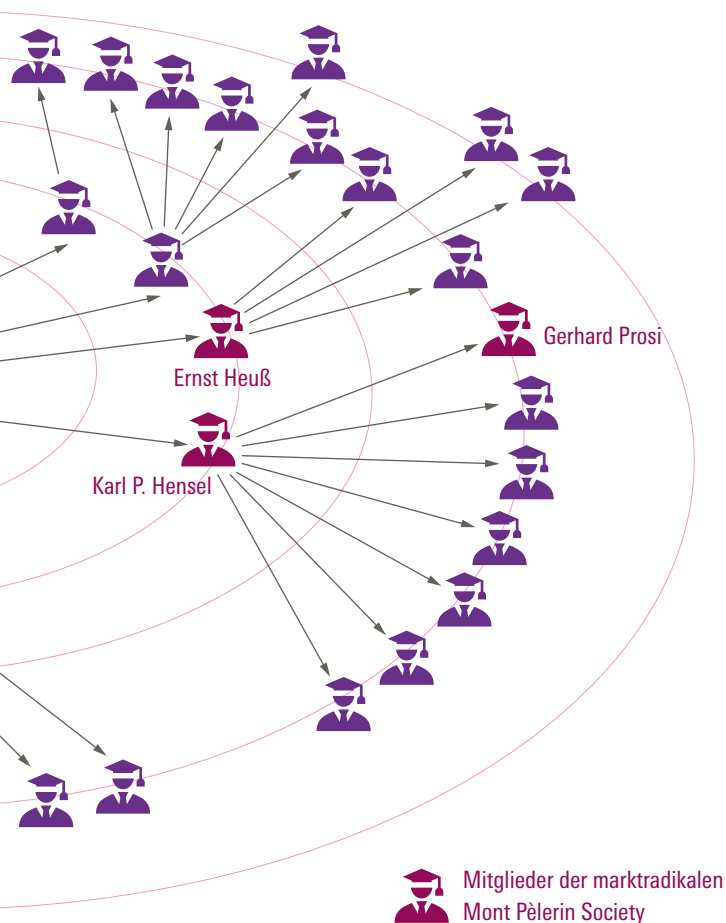 Gerhard Prosi
Ernst Heuß
Karl P. Hensel
Mitglieder der marktradikalen
Mont Pèlerin Society